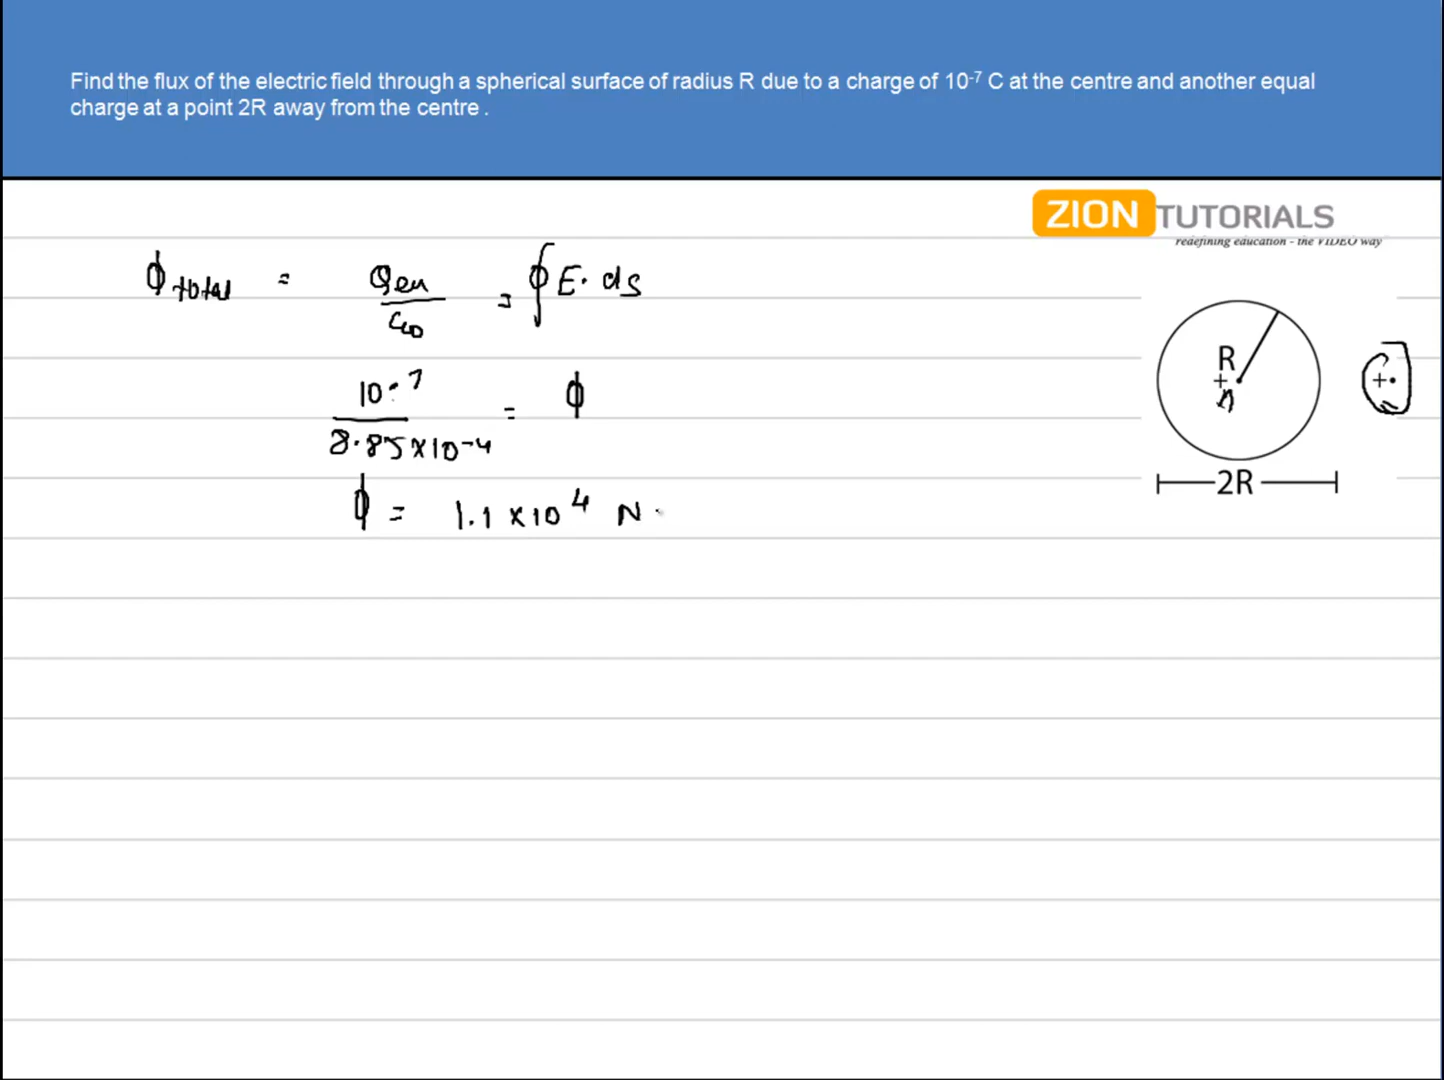 Find the flux of the electric field through a spherical surface of radius R due to a charge of 10⁻⁷ C at the centre and another equal
charge at a point 2R away from the centre .
ZION TUTORIALS
redefining education - the VIDEO way
ϕ total = Qen/ε0 = ∮ E. ds
10-7 / 8.85×10-4 = ϕ
ϕ = 1.1 ×10⁴ N
R
+
+
2R